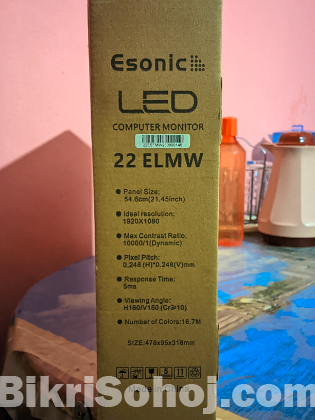 Esonic
LED
COMPUTER MONITOR
22 ELMW
Panel Size:
54.6cm(21.45inch)
Ideal resolution:
1920X1080
Max Contrast Ratio:
10000/1(Dynamic)
Pixel Pitch:
0.248 (H)*0.248(V)mm
Response Time:
5ms
Viewing Angle:
H160/V150 (Cr≥10)
Number of Colors:16.7M
SIZE:478x95x318mm
BikriSohoj.com